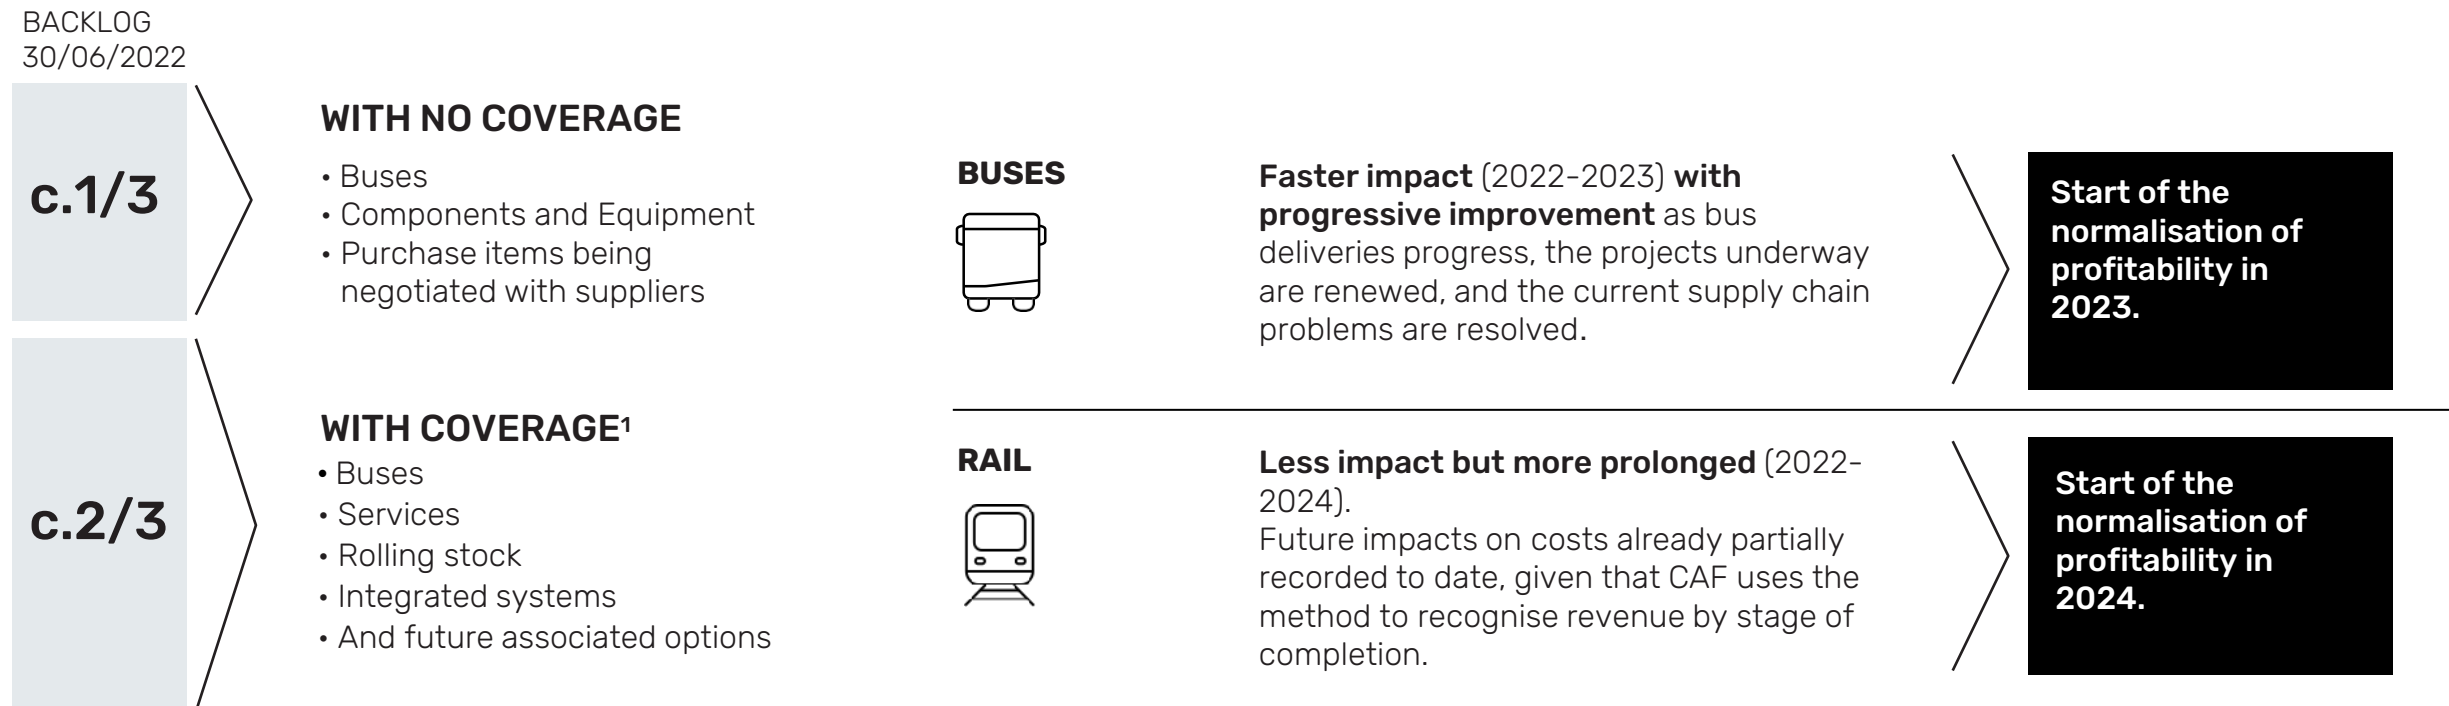 BACKLOG
30/06/2022
c.1/3
WITH NO COVERAGE
• Buses
• Components and Equipment
• Purchase items being
negotiated with suppliers
c.2/3
WITH COVERAGE¹
• Buses
• Services
• Rolling stock
• Integrated systems
• And future associated options
BUSES
Faster impact (2022-2023) with
progressive improvement as bus
deliveries progress, the projects underway
are renewed, and the current supply chain
problems are resolved.
Start of the
normalisation of
profitability in
2023.
RAIL
Less impact but more prolonged (2022-
2024).
Future impacts on costs already partially
recorded to date, given that CAF uses the
method to recognise revenue by stage of
completion.
Start of the
normalisation of
profitability in
2024.